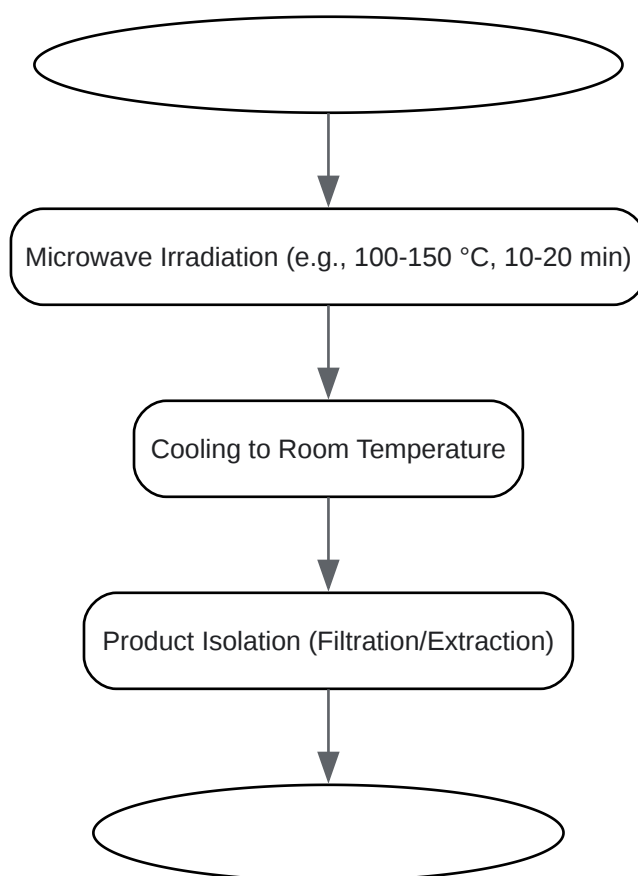 Microwave Irradiation (e.g., 100-150 °C, 10-20 min)
Cooling to Room Temperature
Product Isolation (Filtration/Extraction)